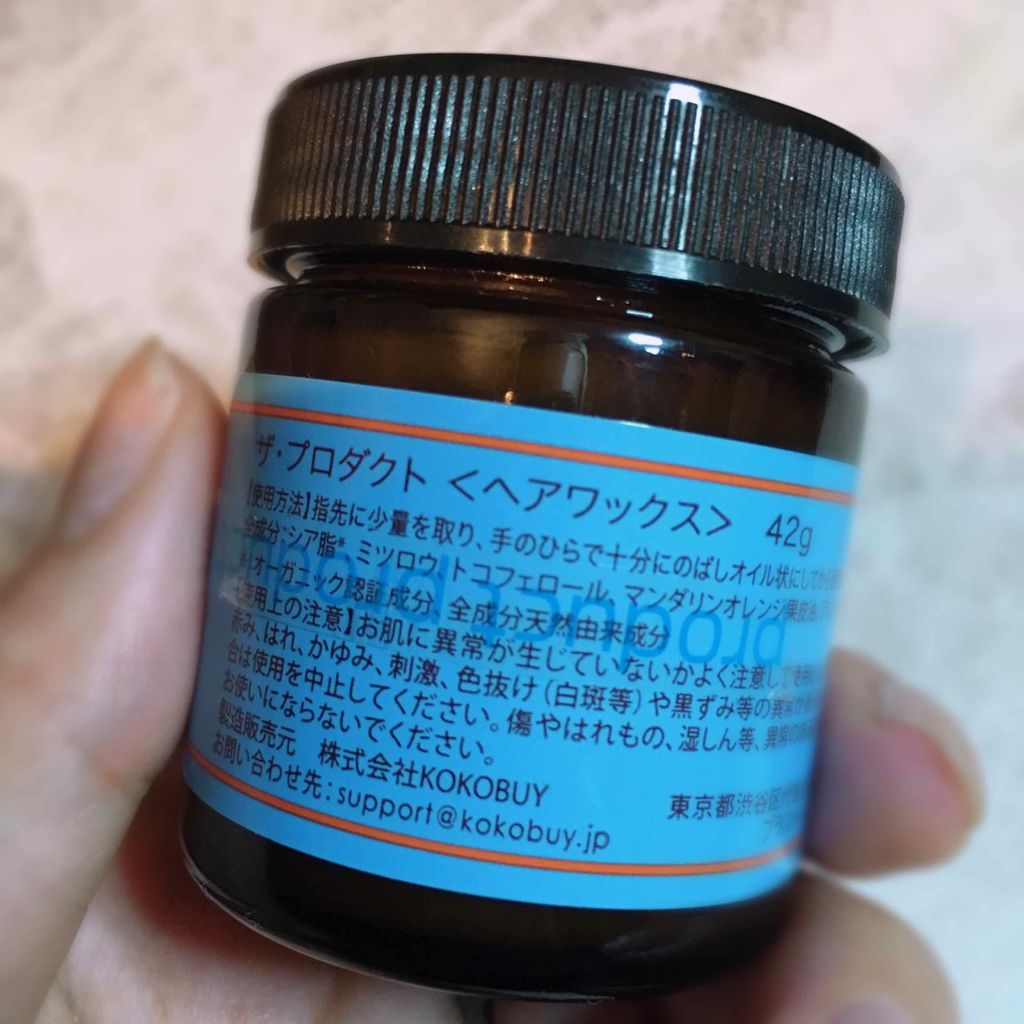 ザ・プロダクト <ヘアワックス> 42g
【使用方法】指先に少量を取り、手のひらで十分にのばしオイル状にしてから
全成分:シア脂*、ミツロウ*、トコフェロール、マンダリンオレンジ果皮油、
*オーガニック認証成分、全成分天然由来成分
【使用上の注意】お肌に異常が生じていないかよく注意して使用
赤み、はれ、かゆみ、刺激、色抜け(白斑等)や黒ずみ等の異常が
合は使用を中止してください。傷やはれもの、湿しん等、異常の
お使いにならないでください。
製造販売元 株式会社KOKOBUY
お問い合わせ先:support@kokobuy.jp
東京都渋谷区
product